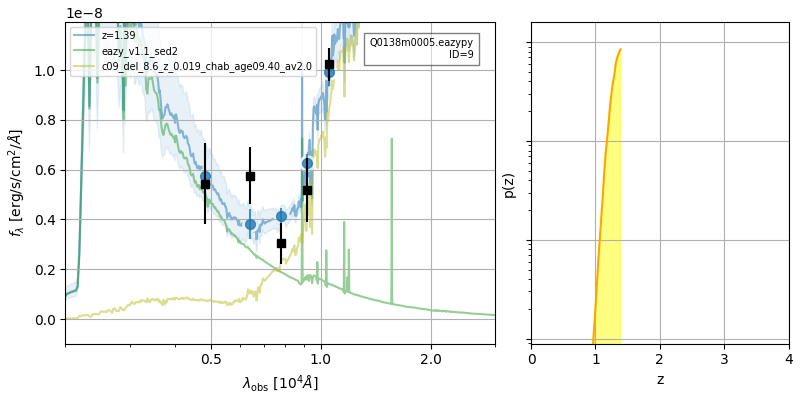 1e−8
z=1.39
eazy_v1.1_sed2
c09_del_8.6_z_0.019_chab_age09.40_av2.0
Q0138m0005.eazypy
ID=9
1.0
0.8
0.6
0.4
0.2
0.0
fλ [erg/s/cm²/Å]
0.5
1.0
2.0
λobs [10⁴Å]
p(z)
0
1
2
3
4
z